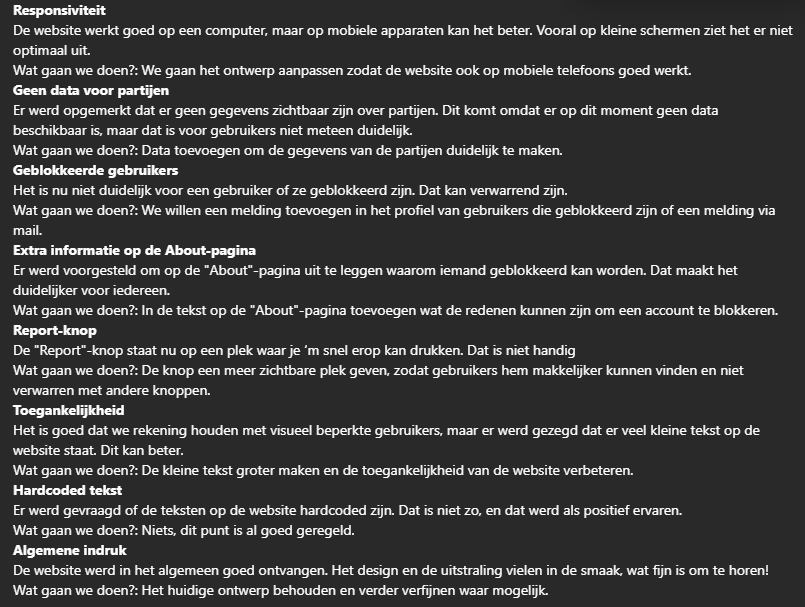 Responsiviteit
De website werkt goed op een computer, maar op mobiele apparaten kan het beter. Vooral op kleine schermen ziet het er niet
optimaal uit.
Wat gaan we doen?: We gaan het ontwerp aanpassen zodat de website ook op mobiele telefoons goed werkt.
Geen data voor partijen
Er werd opgemerkt dat er geen gegevens zichtbaar zijn over partijen. Dit komt omdat er op dit moment geen data
beschikbaar is, maar dat is voor gebruikers niet meteen duidelijk.
Wat gaan we doen?: Data toevoegen om de gegevens van de partijen duidelijk te maken.
Geblokkeerde gebruikers
Het is nu niet duidelijk voor een gebruiker of ze geblokkeerd zijn. Dat kan verwarrend zijn.
Wat gaan we doen?: We willen een melding toevoegen in het profiel van gebruikers die geblokkeerd zijn of een melding via
mail.
Extra informatie op de About-pagina
Er werd voorgesteld om op de "About"-pagina uit te leggen waarom iemand geblokkeerd kan worden. Dat maakt het
duidelijker voor iedereen.
Wat gaan we doen?: In de tekst op de "About"-pagina toevoegen wat de redenen kunnen zijn om een account te blokkeren.
Report-knop
De "Report"-knop staat nu op een plek waar je ‘m snel erop kan drukken. Dat is niet handig
Wat gaan we doen?: De knop een meer zichtbare plek geven, zodat gebruikers hem makkelijker kunnen vinden en niet
verwarren met andere knoppen.
Toegankelijkheid
Het is goed dat we rekening houden met visueel beperkte gebruikers, maar er werd gezegd dat er veel kleine tekst op de
website staat. Dit kan beter.
Wat gaan we doen?: De kleine tekst groter maken en de toegankelijkheid van de website verbeteren.
Hardcoded tekst
Er werd gevraagd of de teksten op de website hardcoded zijn. Dat is niet zo, en dat werd als positief ervaren.
Wat gaan we doen?: Niets, dit punt is al goed geregeld.
Algemene indruk
De website werd in het algemeen goed ontvangen. Het design en de uitstraling vielen in de smaak, wat fijn is om te horen!
Wat gaan we doen?: Het huidige ontwerp behouden en verder verfijnen waar mogelijk.